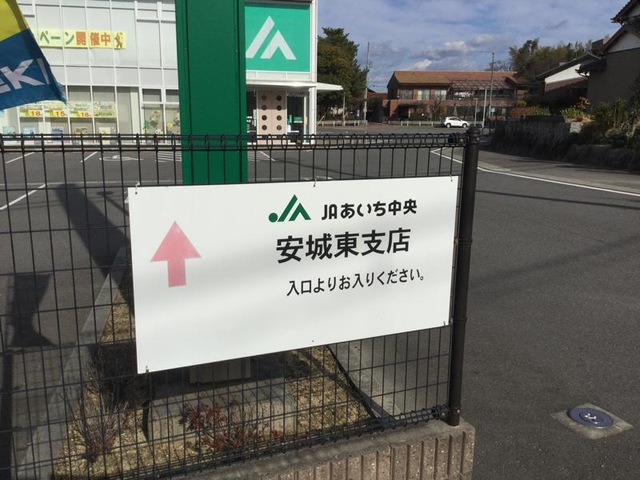 ペーン開催中
JAあいち中央
安城東支店
入口よりお入りください。